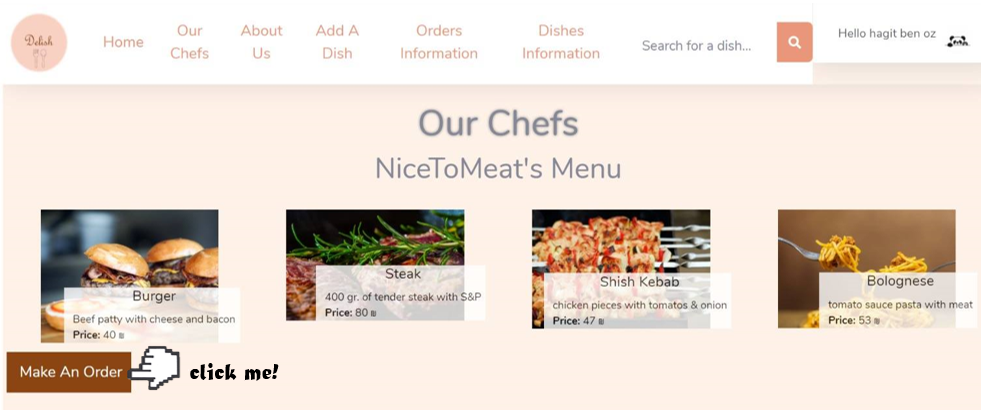 Delish
Home
Our
Chefs
About
Us
Add A
Dish
Orders
Information
Dishes
Information
Search for a dish...
Hello hagit ben oz
Our Chefs
NiceToMeat's Menu
Burger
Beef patty with cheese and bacon
Price: 40 ₪
Steak
400 gr. of tender steak with S&P
Price: 80 ₪
Shish Kebab
chicken pieces with tomatos & onion
Price: 47 ₪
Bolognese
tomato sauce pasta with meat
Price: 53 ₪
Make An Order
click me!